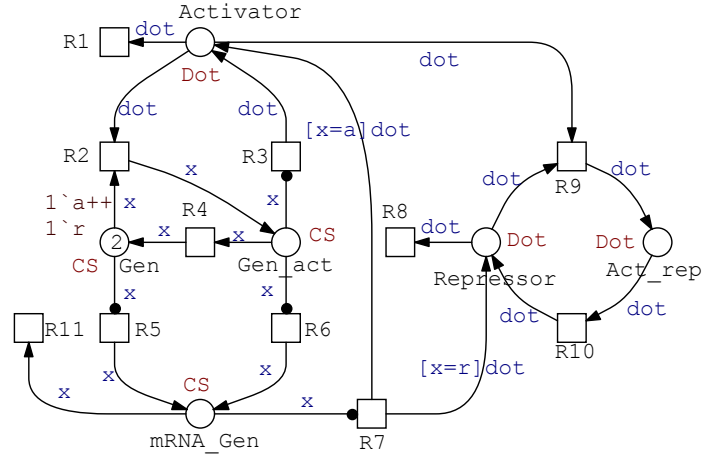 Activator
R1
dot
Dot
dot
dot
dot
[x=a]dot
R2
R3
x
x
R9
dot
dot
1`a++
x
1`r
R4
x
x
CS
R8
dot
Dot
Dot
2
CS
Gen
Gen_act
Repressor
Act_rep
x
x
dot
dot
R11
R5
R6
R10
x
x
x
CS
x
[x=r]dot
mRNA_Gen
R7